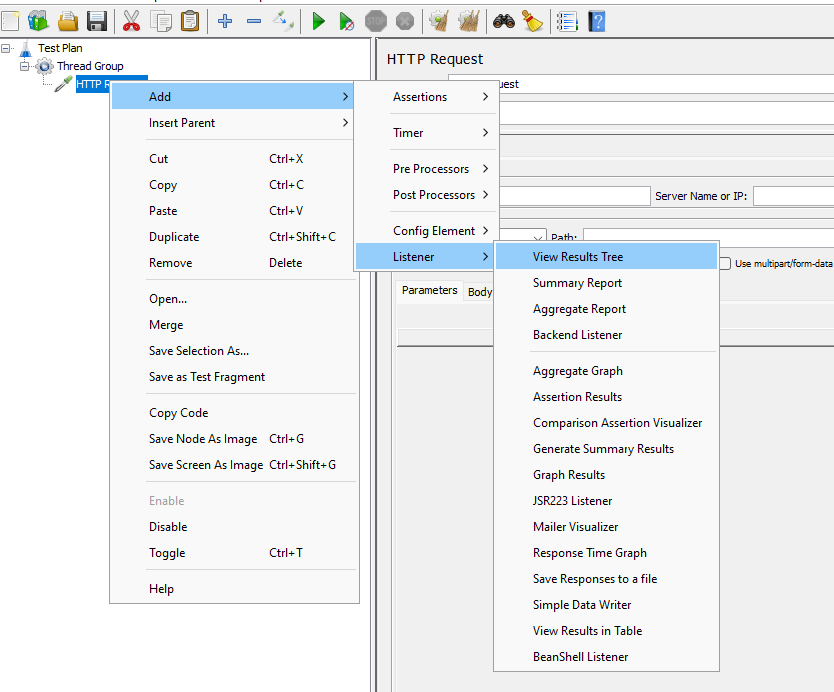 Test Plan
Thread Group
HTTP R
HTTP Request
Add
Insert Parent
Cut Ctrl+X
Copy Ctrl+C
Paste Ctrl+V
Duplicate Ctrl+Shift+C
Remove Delete
Open...
Merge
Save Selection As...
Save as Test Fragment
Copy Code
Save Node As Image Ctrl+G
Save Screen As Image Ctrl+Shift+G
Enable
Disable
Toggle Ctrl+T
Help
Assertions
Timer
Pre Processors
Post Processors
Config Element
Listener
quest
Server Name or IP:
Path:
Use multipart/form-data
Parameters Body
View Results Tree
Summary Report
Aggregate Report
Backend Listener
Aggregate Graph
Assertion Results
Comparison Assertion Visualizer
Generate Summary Results
Graph Results
JSR223 Listener
Mailer Visualizer
Response Time Graph
Save Responses to a file
Simple Data Writer
View Results in Table
BeanShell Listener